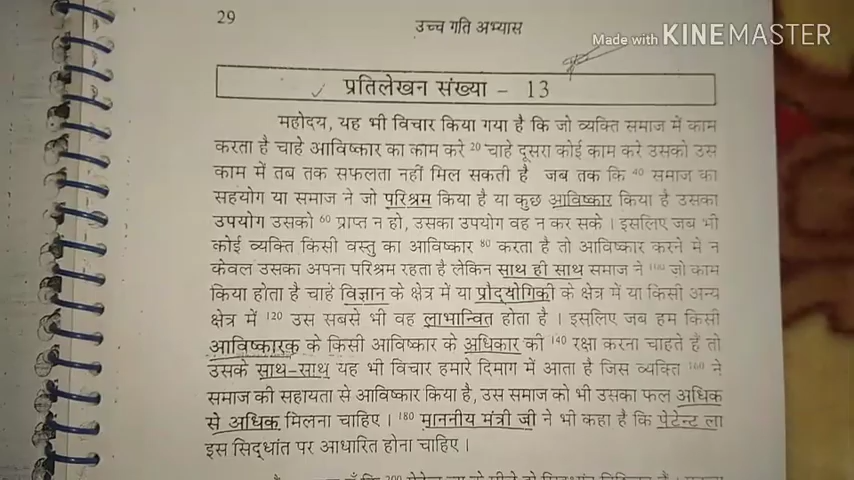 29
उच्च गति अभ्यास
Made with KINEMASTER
प्रतिलेखन संख्या - 13
महोदय, यह भी विचार किया गया है कि जो व्यक्ति समाज में काम
करता है चाहे आविष्कार का काम करे 20 चाहे दूसरा कोई काम करे उसको उस
काम में तब तक सफलता नहीं मिल सकती है जब तक कि 40 समाज का
सहयोग या समाज ने जो परिश्रम किया है या कुछ आविष्कार किया है उसका
उपयोग उसको 60 प्राप्त न हो, उसका उपयोग वह न कर सके । इसलिए जब भी
कोई व्यक्ति किसी वस्तु का आविष्कार 80 करता है तो आविष्कार करने में न
केवल उसका अपना परिश्रम रहता है लेकिन साथ ही साथ समाज ने 100 जो काम
किया होता है चाहे विज्ञान के क्षेत्र में या प्रौद्योगिकी के क्षेत्र में या किसी अन्य
क्षेत्र में 120 उस सबसे भी वह लाभान्वित होता है । इसलिए जब हम किसी
आविष्कारक के किसी आविष्कार के अधिकार की 140 रक्षा करना चाहते हैं तो
उसके साथ-साथ यह भी विचार हमारे दिमाग में आता है जिस व्यक्ति 160 ने
समाज की सहायता से आविष्कार किया है, उस समाज को भी उसका फल अधिक
से अधिक मिलना चाहिए । 180 माननीय मंत्री जी ने भी कहा है कि पेटेन्ट ला
इस सिद्धांत पर आधारित होना चाहिए ।